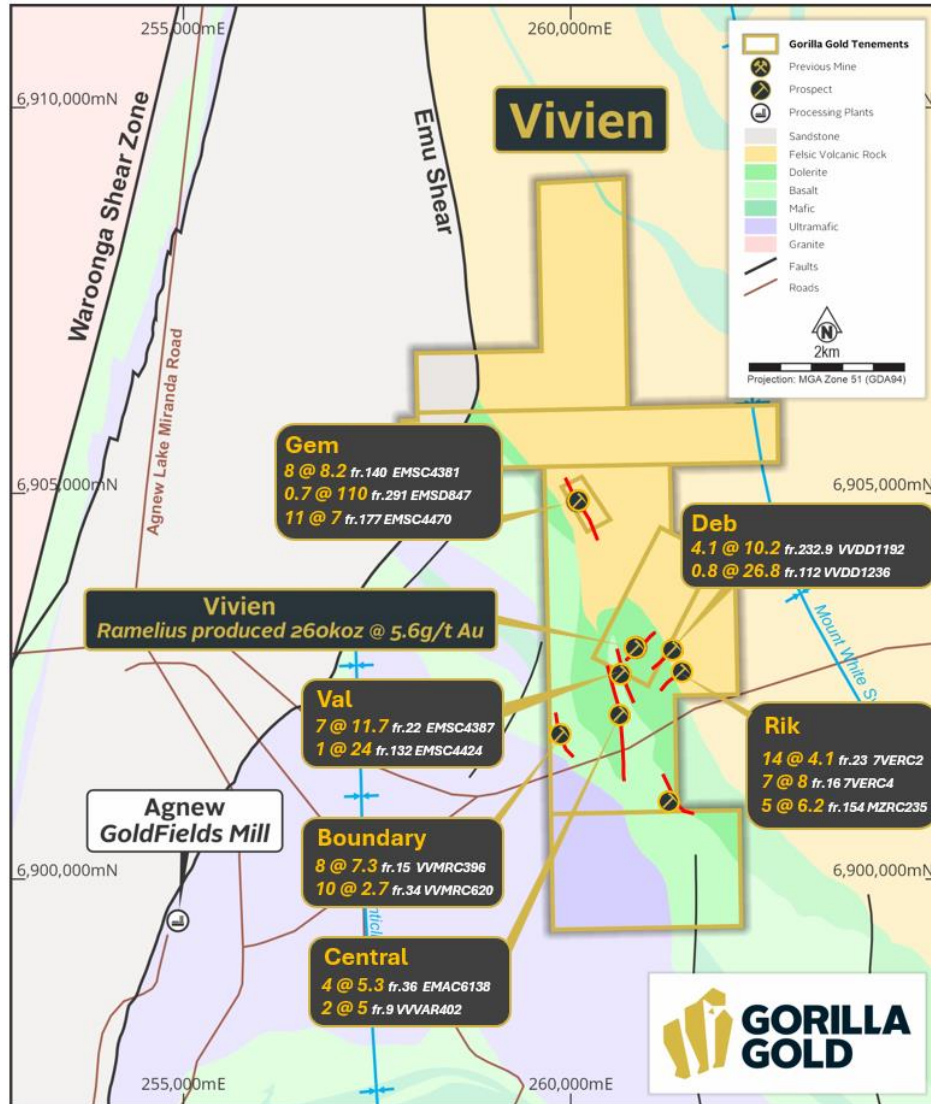 255,000mE
260,000mE
6,910,000mN
Waroonga Shear Zone
Emu Shear
Vivien
Gorilla Gold Tenements
Previous Mine
Prospect
Processing Plants
Sandstone
Felsic Volcanic Rock
Dolerite
Basalt
Mafic
Ultramafic
Granite
Faults
Roads
N
2km
Projection: MGA Zone 51 (GDA94)
Agnew Lake Miranda Road
Gem
8 @ 8.2 fr.140 EMSC4381
0.7 @ 110 fr.291 EMSD847
11 @ 7 fr.177 EMSC4470
6,905,000mN
6,905,000mN
Deb
4.1 @ 10.2 fr.232.9 VVDD1192
0.8 @ 26.8 fr.112 VVDD1236
Vivien
Ramelius produced 260koz @ 5.6g/t Au
Mount White Sy
Val
7 @ 11.7 fr.22 EMSC4387
1 @ 24 fr.132 EMSC4424
Rik
14 @ 4.1 fr.23 7VERC2
7 @ 8 fr.16 7VERC4
5 @ 6.2 fr.154 MZRC235
Agnew
GoldFields Mill
Boundary
8 @ 7.3 fr.15 VVMRC396
10 @ 2.7 fr.34 VVMRC620
6,900,000mN
6,900,000mN
Central
4 @ 5.3 fr.36 EMAC6138
2 @ 5 fr.9 VVVAR402
GORILLA
GOLD
255,000mE
260,000mE